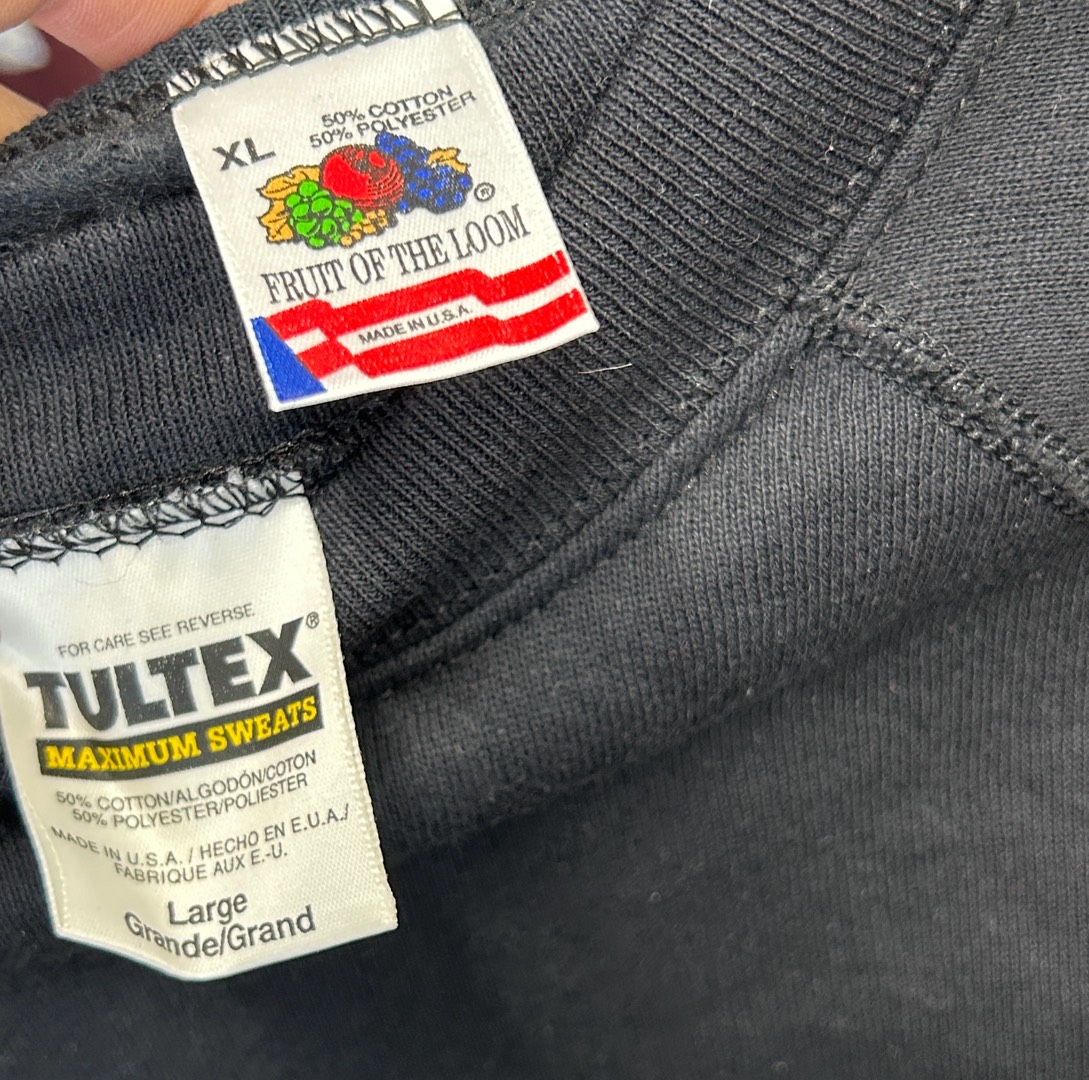 50% COTTON
50% POLYESTER
XL
®
FRUIT OF THE LOOM
MADE IN U.S.A.
FOR CARE SEE REVERSE
TULTEX®
MAXIMUM SWEATS
50% COTTON/ALGODÓN/COTON
50% POLYESTER/POLIESTER
MADE IN U.S.A. / HECHO EN E.U.A./
FABRIQUE AUX E.-U.
Large
Grande/Grand